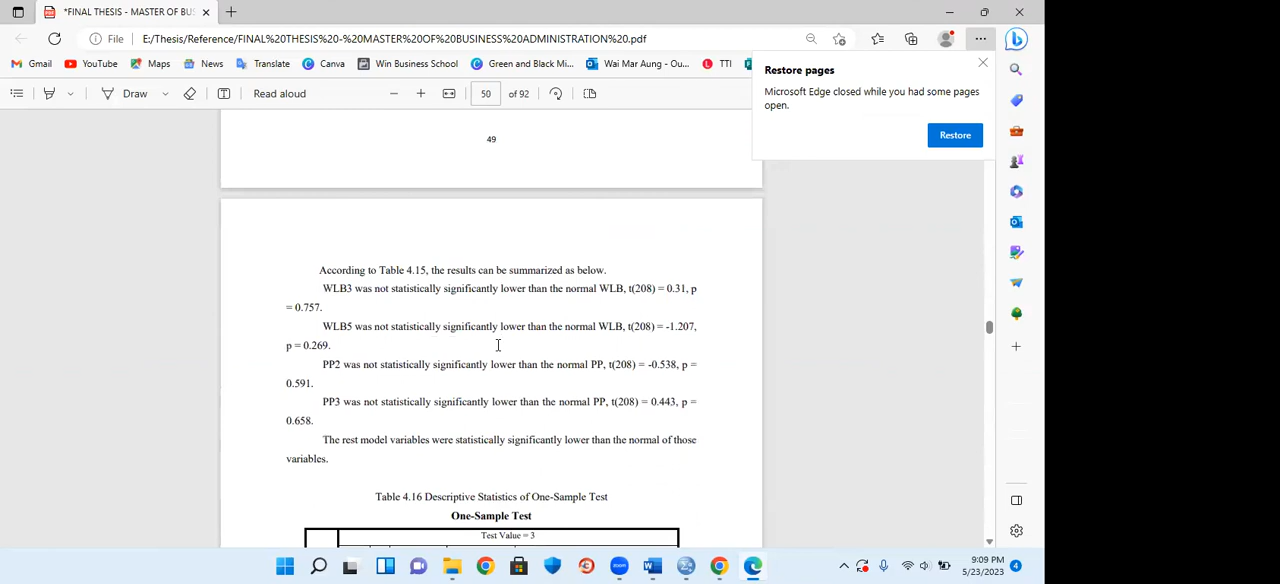 *FINAL THESIS - MASTER OF BUS
File
E:/Thesis/Reference/FINAL%20THESIS%20-%20MASTER%20OF%20BUSINESS%20ADMINISTRATION%20.pdf
Gmail YouTube Maps News Translate Canva Win Business School Green and Black Mi... Wai Mar Aung - Ou... TTI
Draw Read aloud 50 of 92
Restore pages
Microsoft Edge closed while you had some pages
open.
Restore
49
According to Table 4.15, the results can be summarized as below.
WLB3 was not statistically significantly lower than the normal WLB, t(208) = 0.31, p
= 0.757.
WLB5 was not statistically significantly lower than the normal WLB, t(208) = -1.207,
p = 0.269.
PP2 was not statistically significantly lower than the normal PP, t(208) = -0.538, p =
0.591.
PP3 was not statistically significantly lower than the normal PP, t(208) = 0.443, p =
0.658.
The rest model variables were statistically significantly lower than the normal of those
variables.
Table 4.16 Descriptive Statistics of One-Sample Test
One-Sample Test
Test Value = 3
zoom
9:09 PM
5/23/2023
4